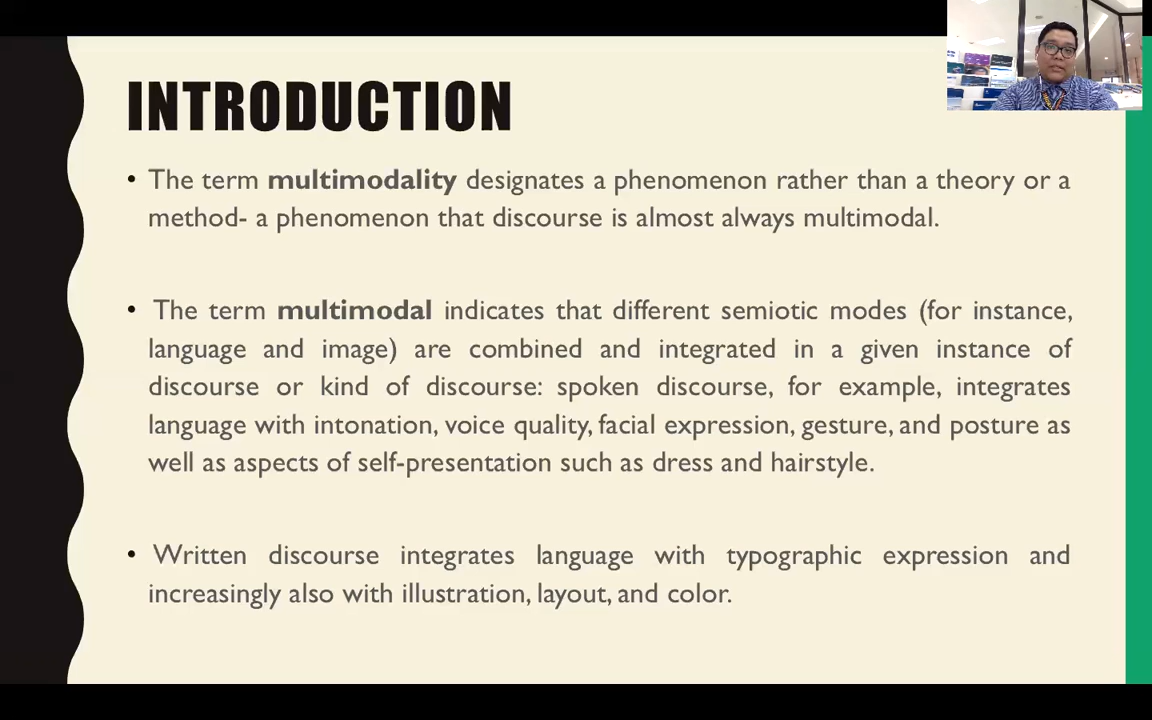 INTRODUCTION
• The term multimodality designates a phenomenon rather than a theory or a
method- a phenomenon that discourse is almost always multimodal.
• The term multimodal indicates that different semiotic modes (for instance,
language and image) are combined and integrated in a given instance of
discourse or kind of discourse: spoken discourse, for example, integrates
language with intonation, voice quality, facial expression, gesture, and posture as
well as aspects of self-presentation such as dress and hairstyle.
• Written discourse integrates language with typographic expression and
increasingly also with illustration, layout, and color.